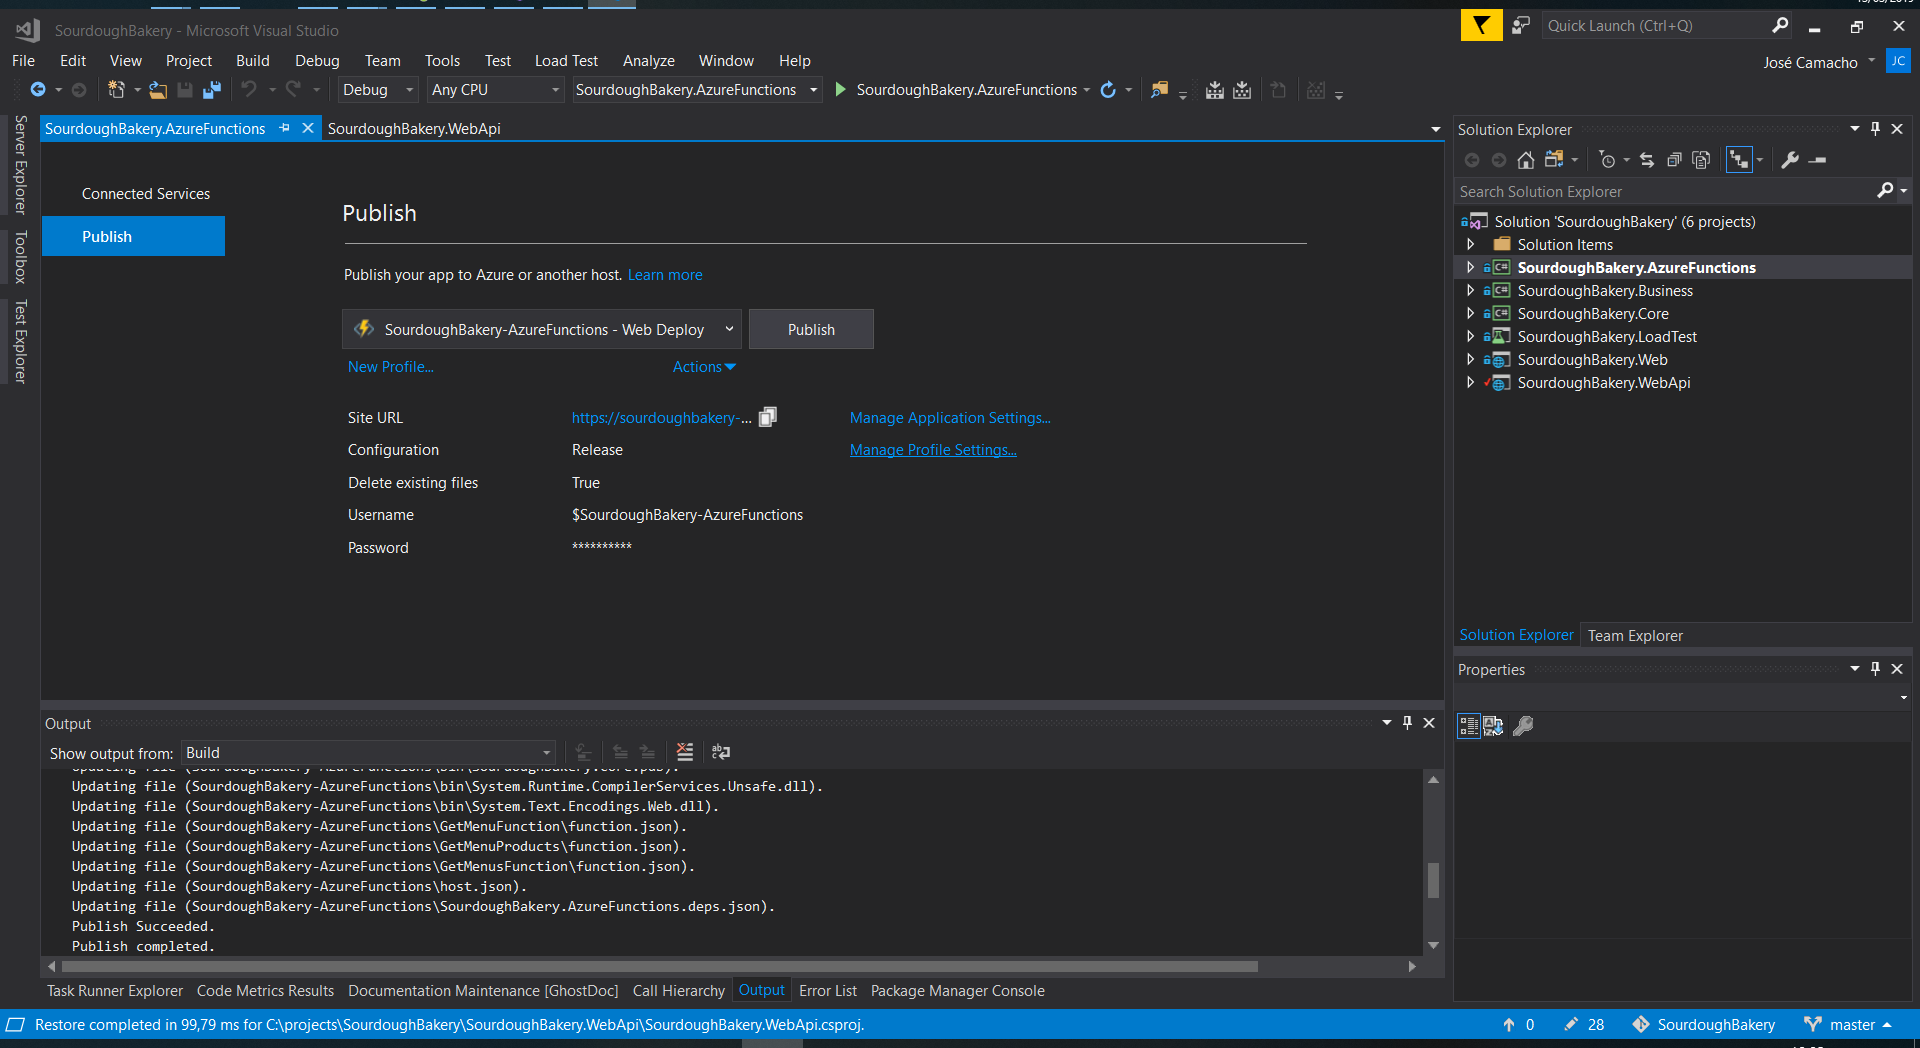 SourdoughBakery - Microsoft Visual Studio
Quick Launch (Ctrl+Q)
File Edit View Project Build Debug Team Tools Test Load Test Analyze Window Help
José Camacho JC
Debug Any CPU SourdoughBakery.AzureFunctions SourdoughBakery.AzureFunctions
Server Explorer
Toolbox
Test Explorer
SourdoughBakery.AzureFunctions SourdoughBakery.WebApi
Connected Services
Publish
Publish
Publish your app to Azure or another host. Learn more
SourdoughBakery-AzureFunctions - Web Deploy Publish
New Profile... Actions
Site URL https://sourdoughbakery-... Manage Application Settings...
Configuration Release Manage Profile Settings...
Delete existing files True
Username $SourdoughBakery-AzureFunctions
Password **********
Solution Explorer
Search Solution Explorer
Solution 'SourdoughBakery' (6 projects)
Solution Items
SourdoughBakery.AzureFunctions
SourdoughBakery.Business
SourdoughBakery.Core
SourdoughBakery.LoadTest
SourdoughBakery.Web
SourdoughBakery.WebApi
Solution Explorer Team Explorer
Properties
Output
Show output from: Build
Updating file (SourdoughBakery-AzureFunctions\bin\SourdoughBakery.Core.pdb).
Updating file (SourdoughBakery-AzureFunctions\bin\System.Runtime.CompilerServices.Unsafe.dll).
Updating file (SourdoughBakery-AzureFunctions\bin\System.Text.Encodings.Web.dll).
Updating file (SourdoughBakery-AzureFunctions\GetMenuFunction\function.json).
Updating file (SourdoughBakery-AzureFunctions\GetMenuProducts\function.json).
Updating file (SourdoughBakery-AzureFunctions\GetMenusFunction\function.json).
Updating file (SourdoughBakery-AzureFunctions\host.json).
Updating file (SourdoughBakery-AzureFunctions\SourdoughBakery.AzureFunctions.deps.json).
Publish Succeeded.
Publish completed.
Task Runner Explorer Code Metrics Results Documentation Maintenance [GhostDoc] Call Hierarchy Output Error List Package Manager Console
Restore completed in 99,79 ms for C:\projects\SourdoughBakery\SourdoughBakery.WebApi\SourdoughBakery.WebApi.csproj.
0 28 SourdoughBakery master